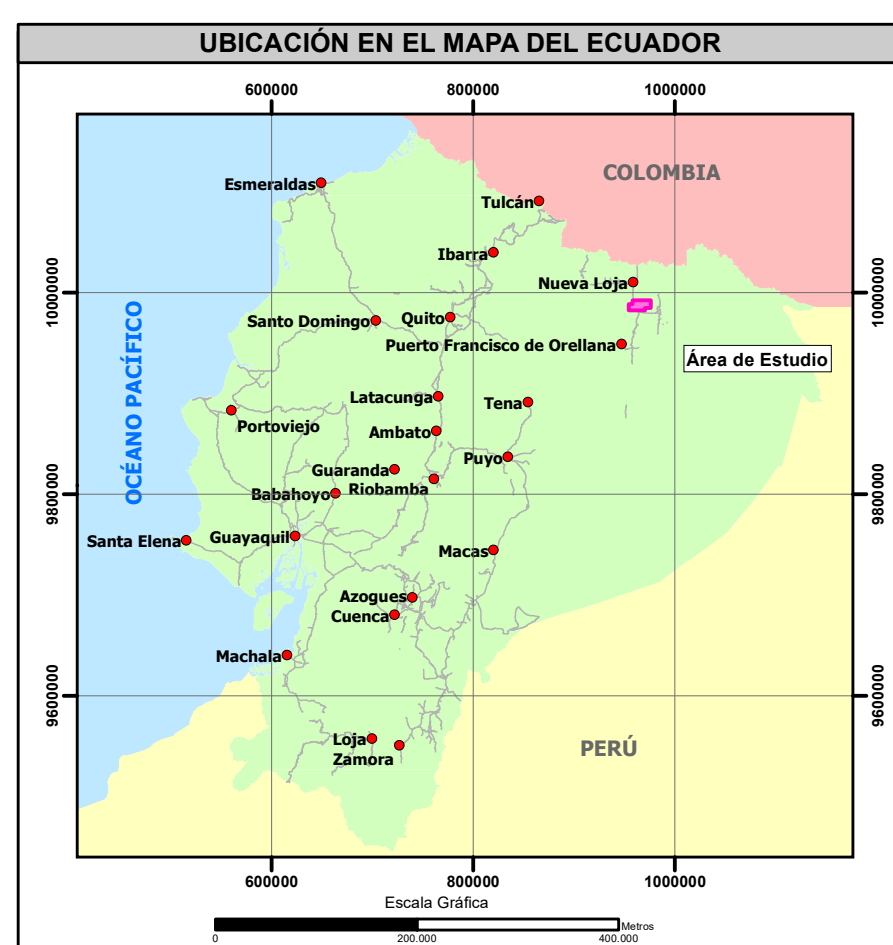 UBICACIÓN EN EL MAPA DEL ECUADOR
600000 800000 1000000
COLOMBIA
Esmeraldas
Tulcán
Ibarra
Nueva Loja
10000000 10000000
OCÉANO PACÍFICO
Santo Domingo
Quito
Puerto Francisco de Orellana
Área de Estudio
Latacunga
Tena
Portoviejo
Ambato
Puyo
Guaranda
Riobamba
Babahoyo
9800000 9800000
Santa Elena
Guayaquil
Macas
Azogues
Cuenca
Machala
9600000 9600000
Loja
Zamora
PERÚ
600000 800000 1000000
Escala Gráfica
Metros
0 200.000 400.000